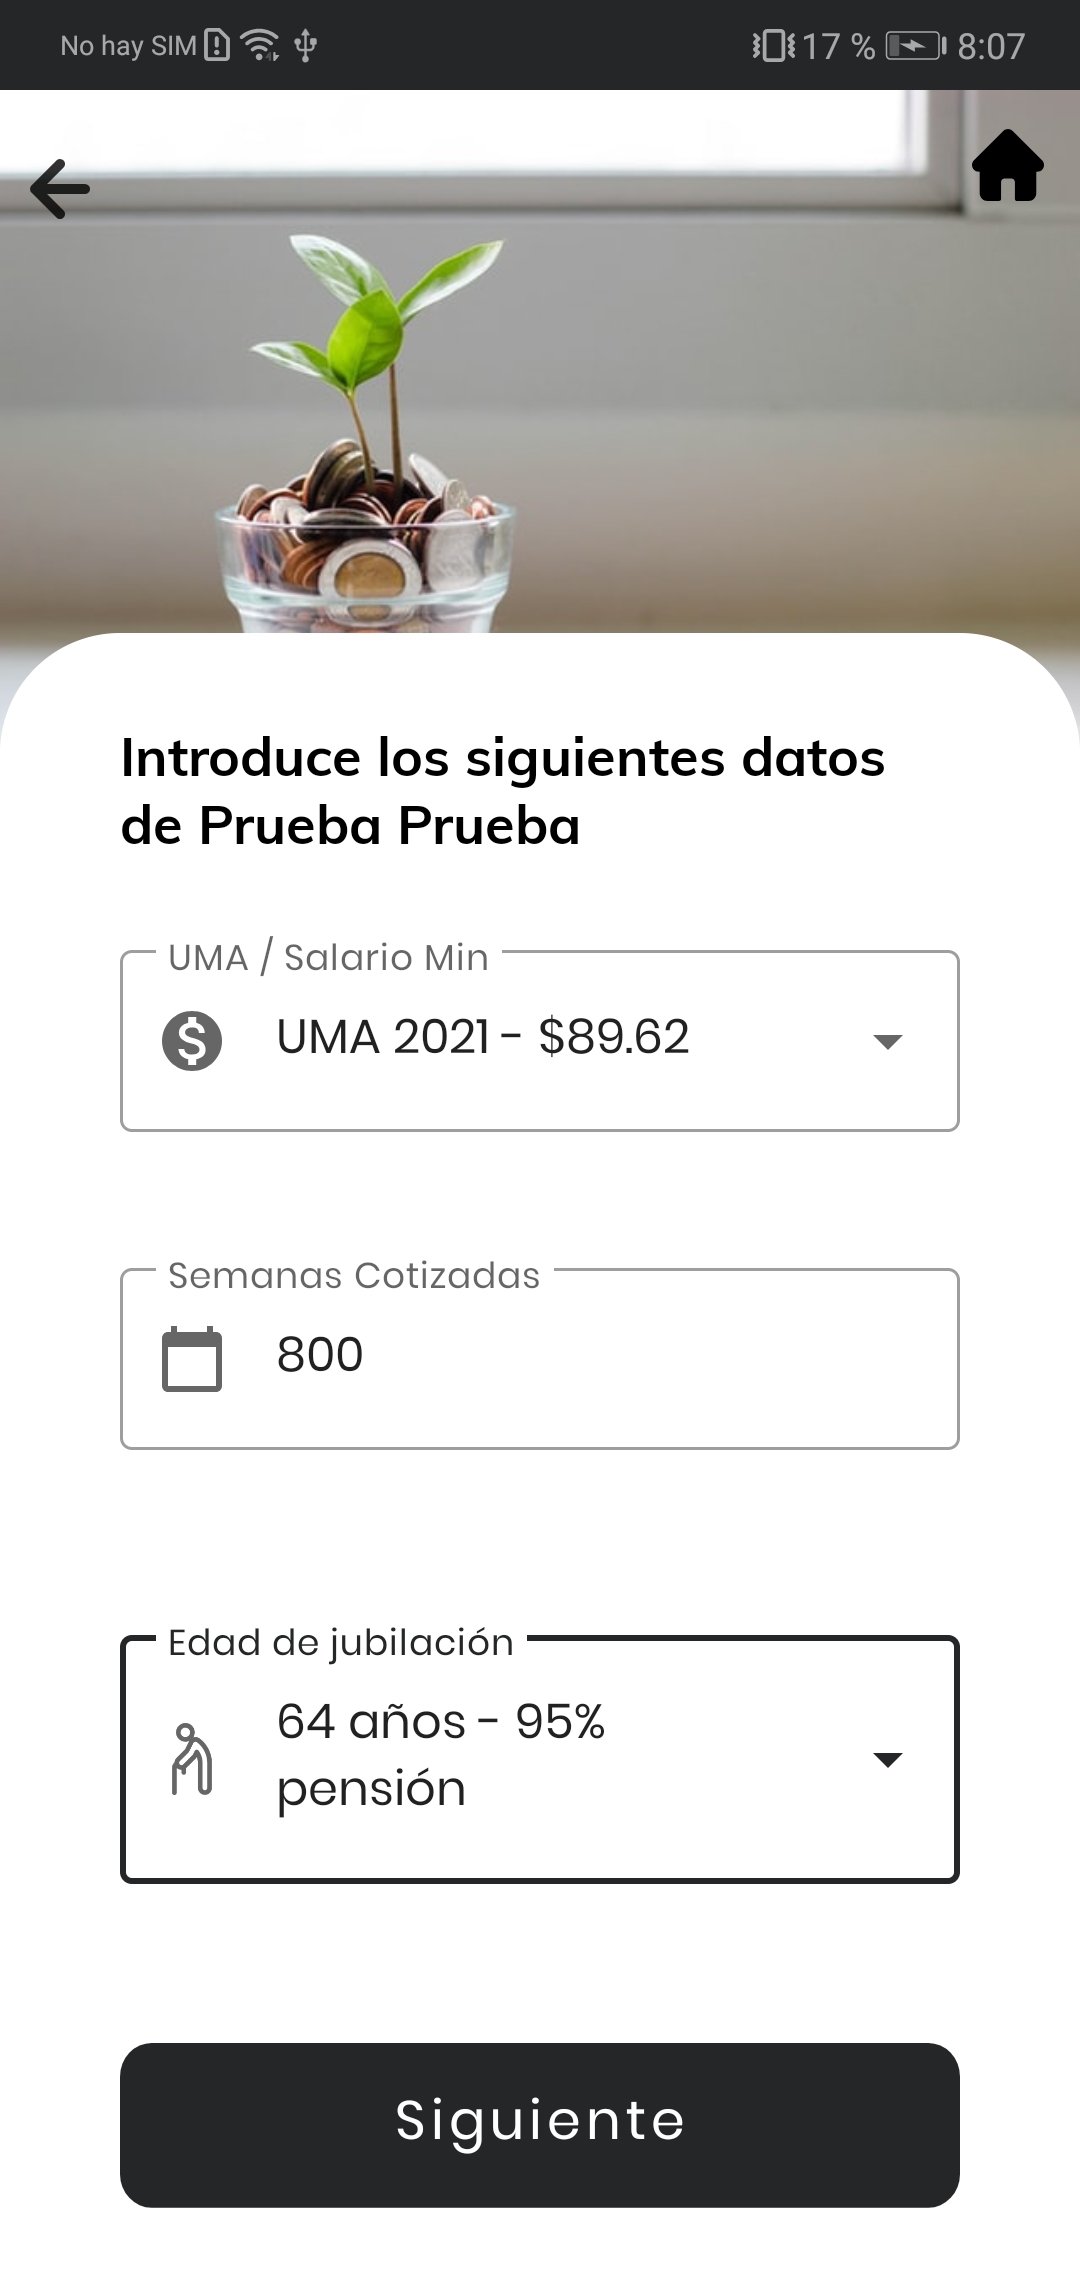 No hay SIM 17 % 8:07
Introduce los siguientes datos
de Prueba Prueba
UMA / Salario Min
UMA 2021 - $89.62
Semanas Cotizadas
800
Edad de jubilación
64 años - 95%
pensión
Siguiente